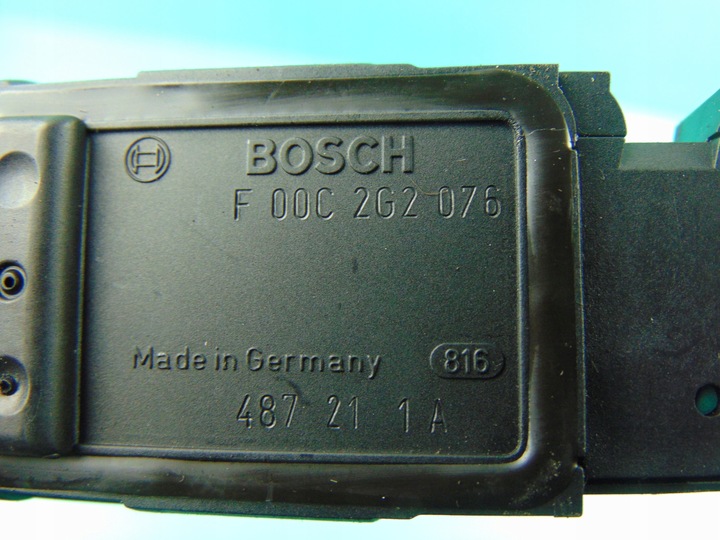 BOSCH
F 00C 2G2 076
Made in Germany 816
487 21 1 A